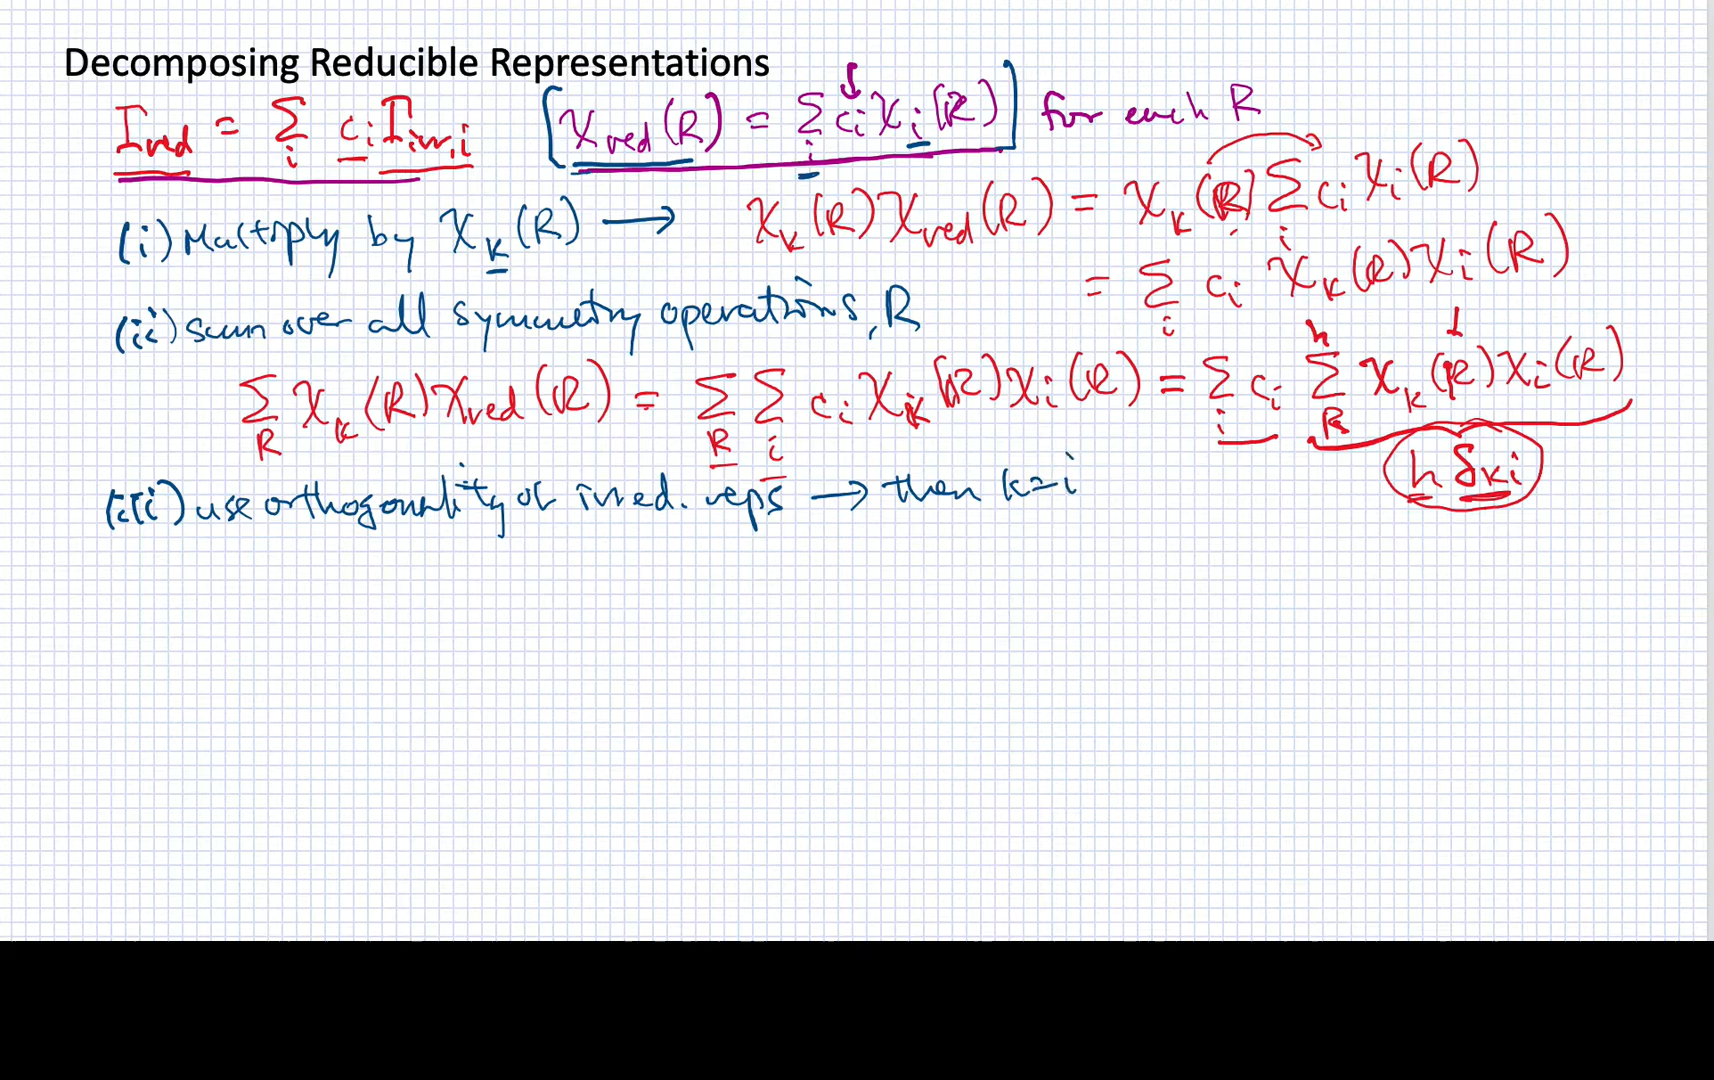 Decomposing Reducible Representations
Γred = Σi ci Γirr,i [χred(R) = Σi ci χi(R)] for each R
(i) Multiply by χk(R) → χk(R) χred(R) = χk(R) Σi ci χi(R)
= Σi ci χk(R) χi(R)
(ii) sum over all symmetry operations, R
ΣR χk(R) χred(R) = ΣR Σi ci χk(R) χi(R) = Σi ci ΣR χk(R) χi(R)
h δki
(iii) use orthogonality of irred. reps → then k=i